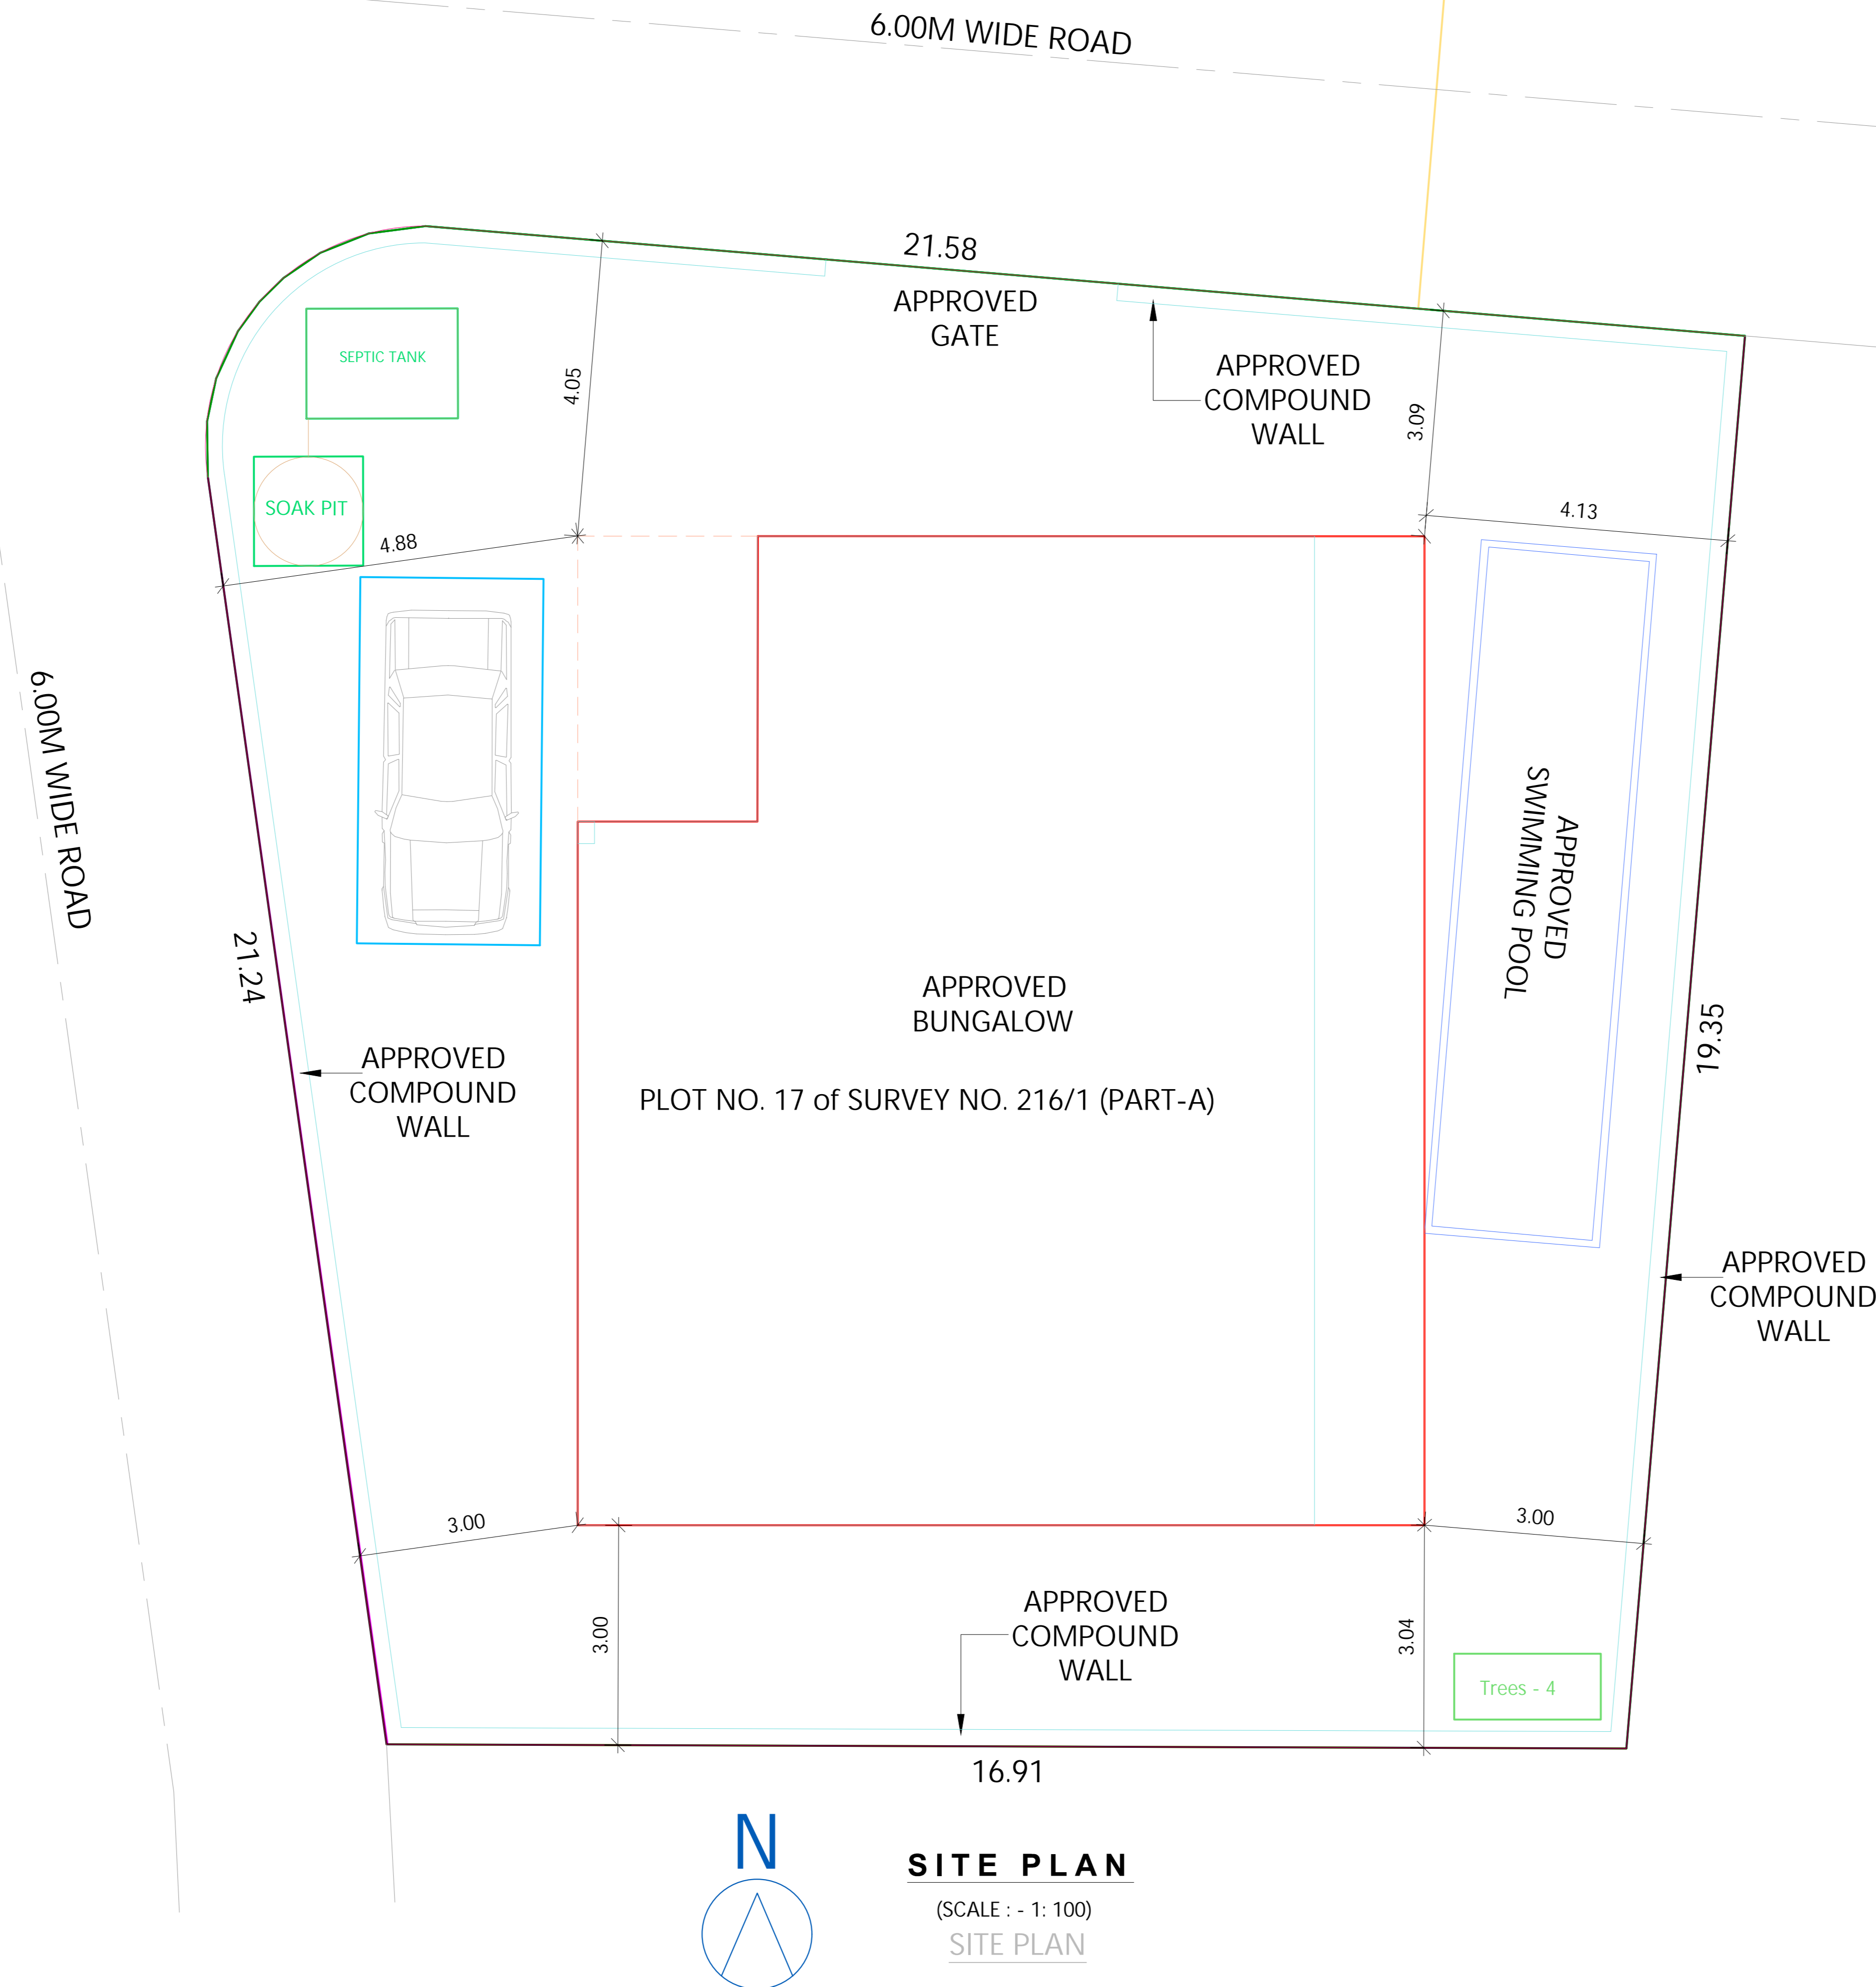 6.00M WIDE ROAD
21.58
APPROVED
GATE
APPROVED
COMPOUND
WALL
SEPTIC TANK
4.05
3.09
SOAK PIT
4.88
4.13
6.00M WIDE ROAD
APPROVED
SWIMMING POOL
21.24
APPROVED
BUNGALOW
19.35
APPROVED
COMPOUND
WALL
PLOT NO. 17 of SURVEY NO. 216/1 (PART-A)
APPROVED
COMPOUND
WALL
3.00
3.00
3.00
APPROVED
COMPOUND
WALL
3.04
Trees - 4
16.91
N
SITE PLAN
(SCALE : - 1: 100)
SITE PLAN